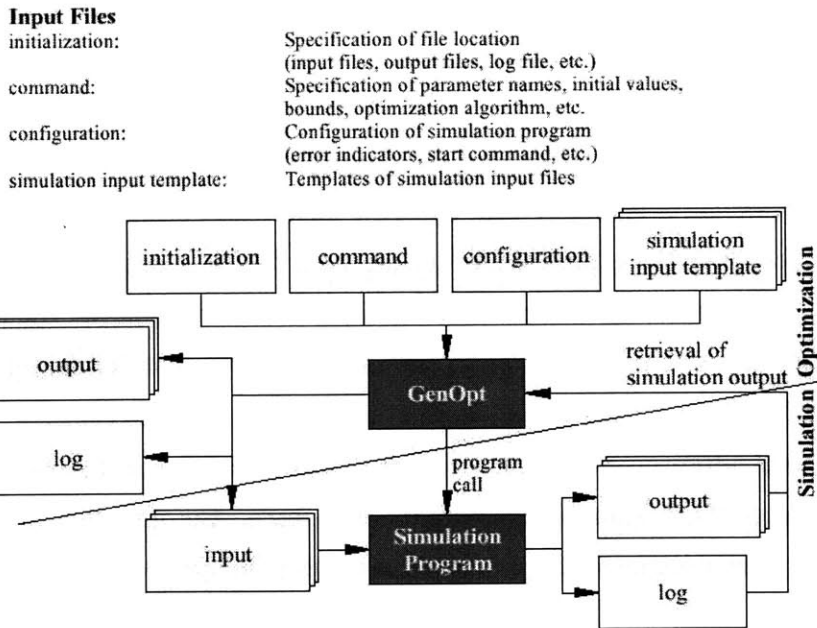 Input Files
initialization: Specification of file location
(input files, output files, log file, etc.)
command: Specification of parameter names, initial values,
bounds, optimization algorithm, etc.
configuration: Configuration of simulation program
(error indicators, start command, etc.)
simulation input template: Templates of simulation input files
initialization
command
configuration
simulation
input template
output
GenOpt
retrieval of
simulation output
Optimization
log
program
call
Simulation
output
input
Simulation
Program
log